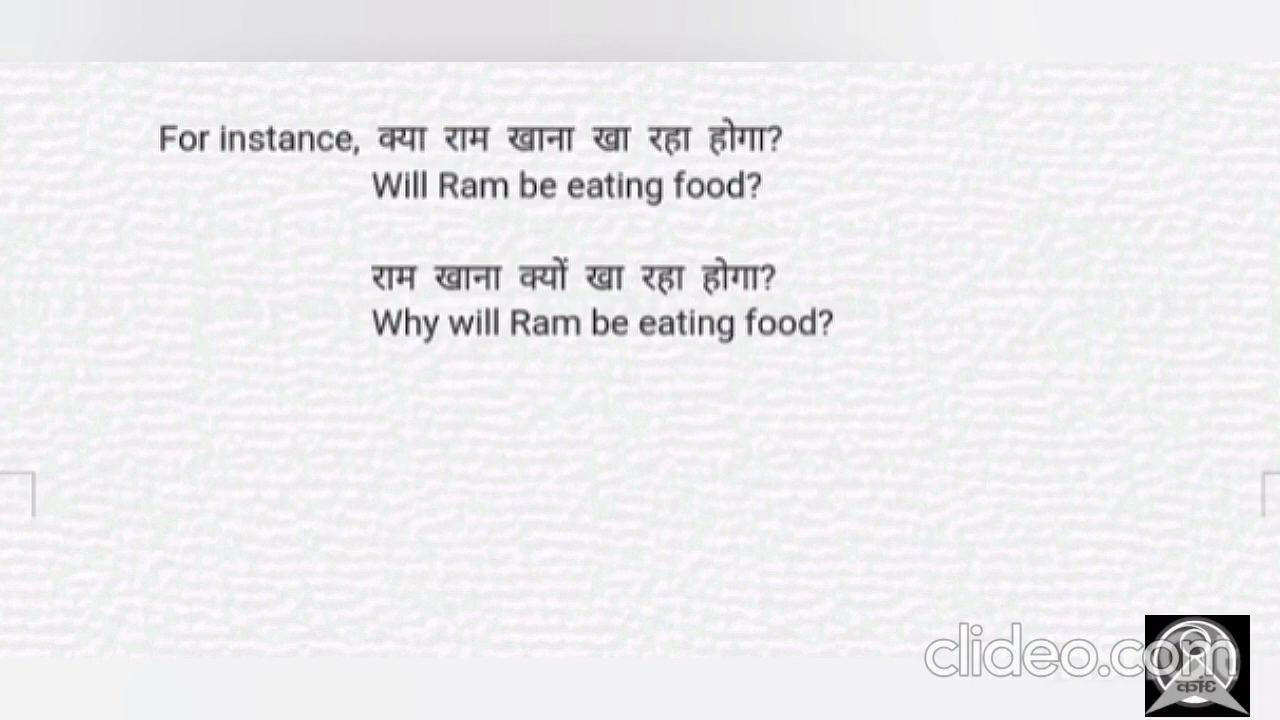 For instance, क्या राम खाना खा रहा होगा?
Will Ram be eating food?
राम खाना क्यों खा रहा होगा?
Why will Ram be eating food?
clideo.com